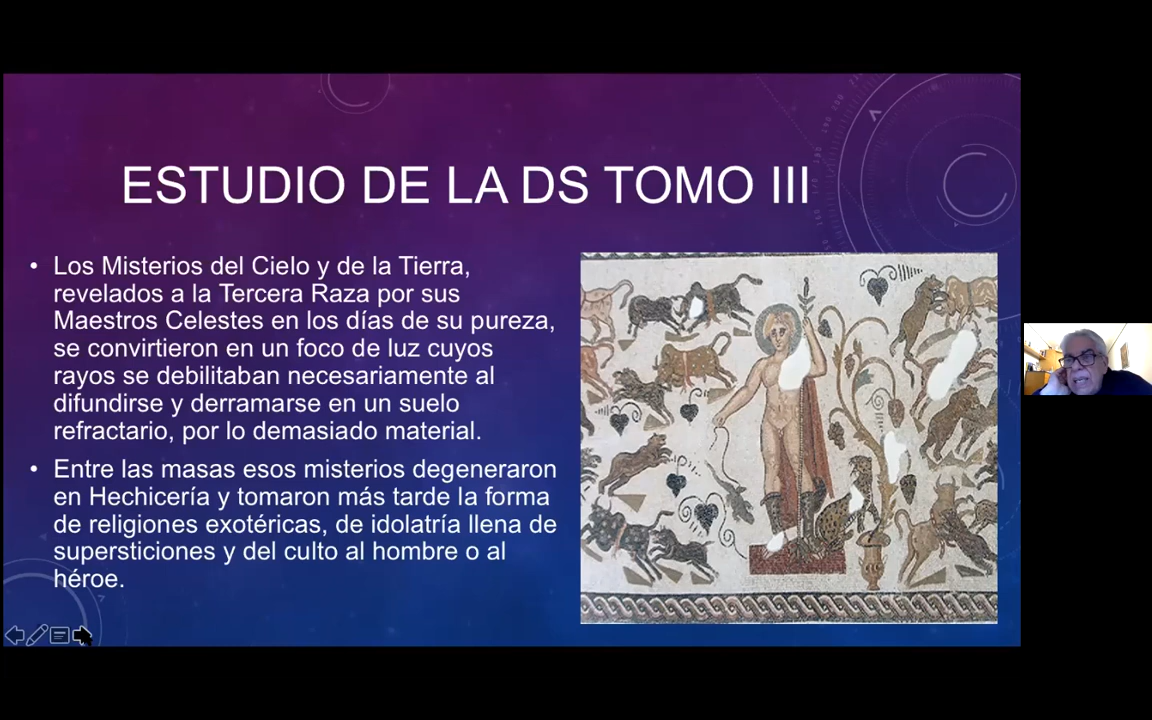 ESTUDIO DE LA DS TOMO III
• Los Misterios del Cielo y de la Tierra,
revelados a la Tercera Raza por sus
Maestros Celestes en los días de su pureza,
se convirtieron en un foco de luz cuyos
rayos se debilitaban necesariamente al
difundirse y derramarse en un suelo
refractario, por lo demasiado material.
• Entre las masas esos misterios degeneraron
en Hechicería y tomaron más tarde la forma
de religiones exotéricas, de idolatría llena de
supersticiones y del culto al hombre o al
héroe.